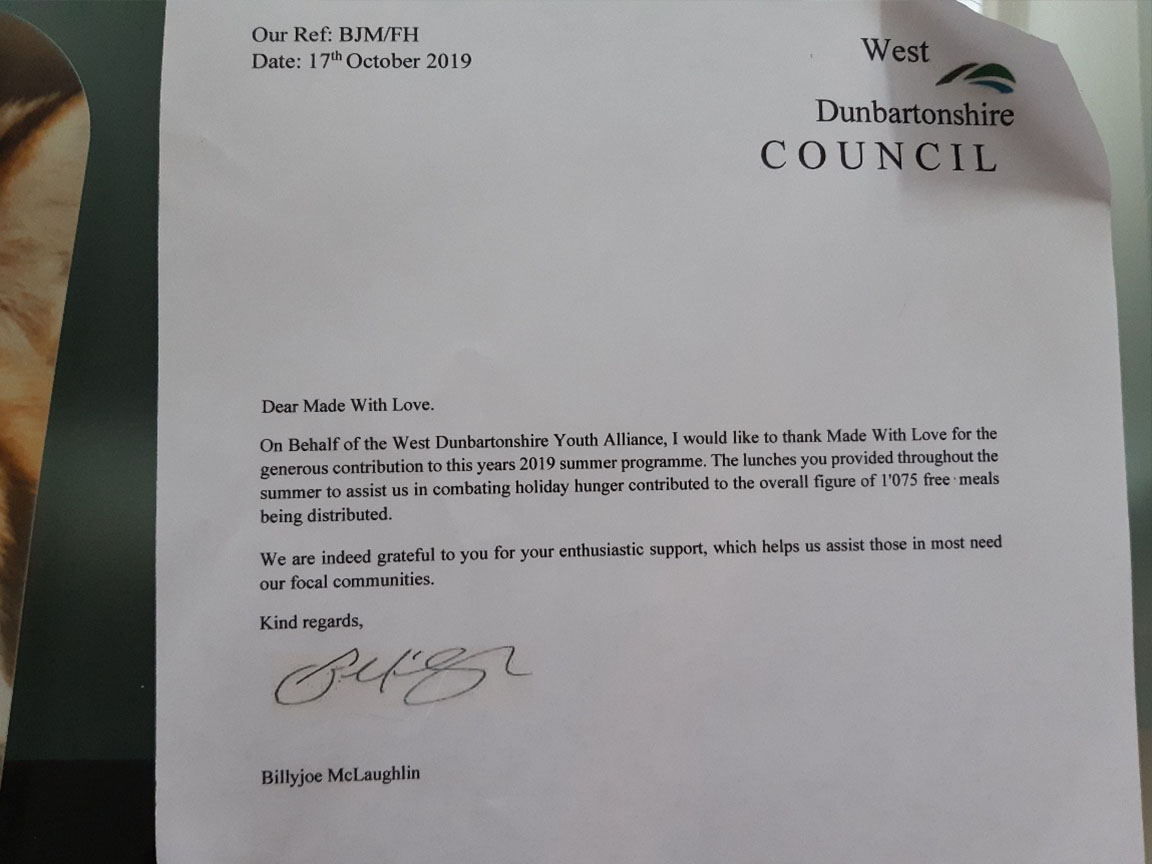 Our Ref: BJM/FH
Date: 17th October 2019
West
Dunbartonshire
COUNCIL
Dear Made With Love.
On Behalf of the West Dunbartonshire Youth Alliance, I would like to thank Made With Love for the
generous contribution to this years 2019 summer programme. The lunches you provided throughout the
summer to assist us in combating holiday hunger contributed to the overall figure of 1'075 free meals
being distributed.
We are indeed grateful to you for your enthusiastic support, which helps us assist those in most need
our focal communities.
Kind regards,
Billyjoe McLaughlin